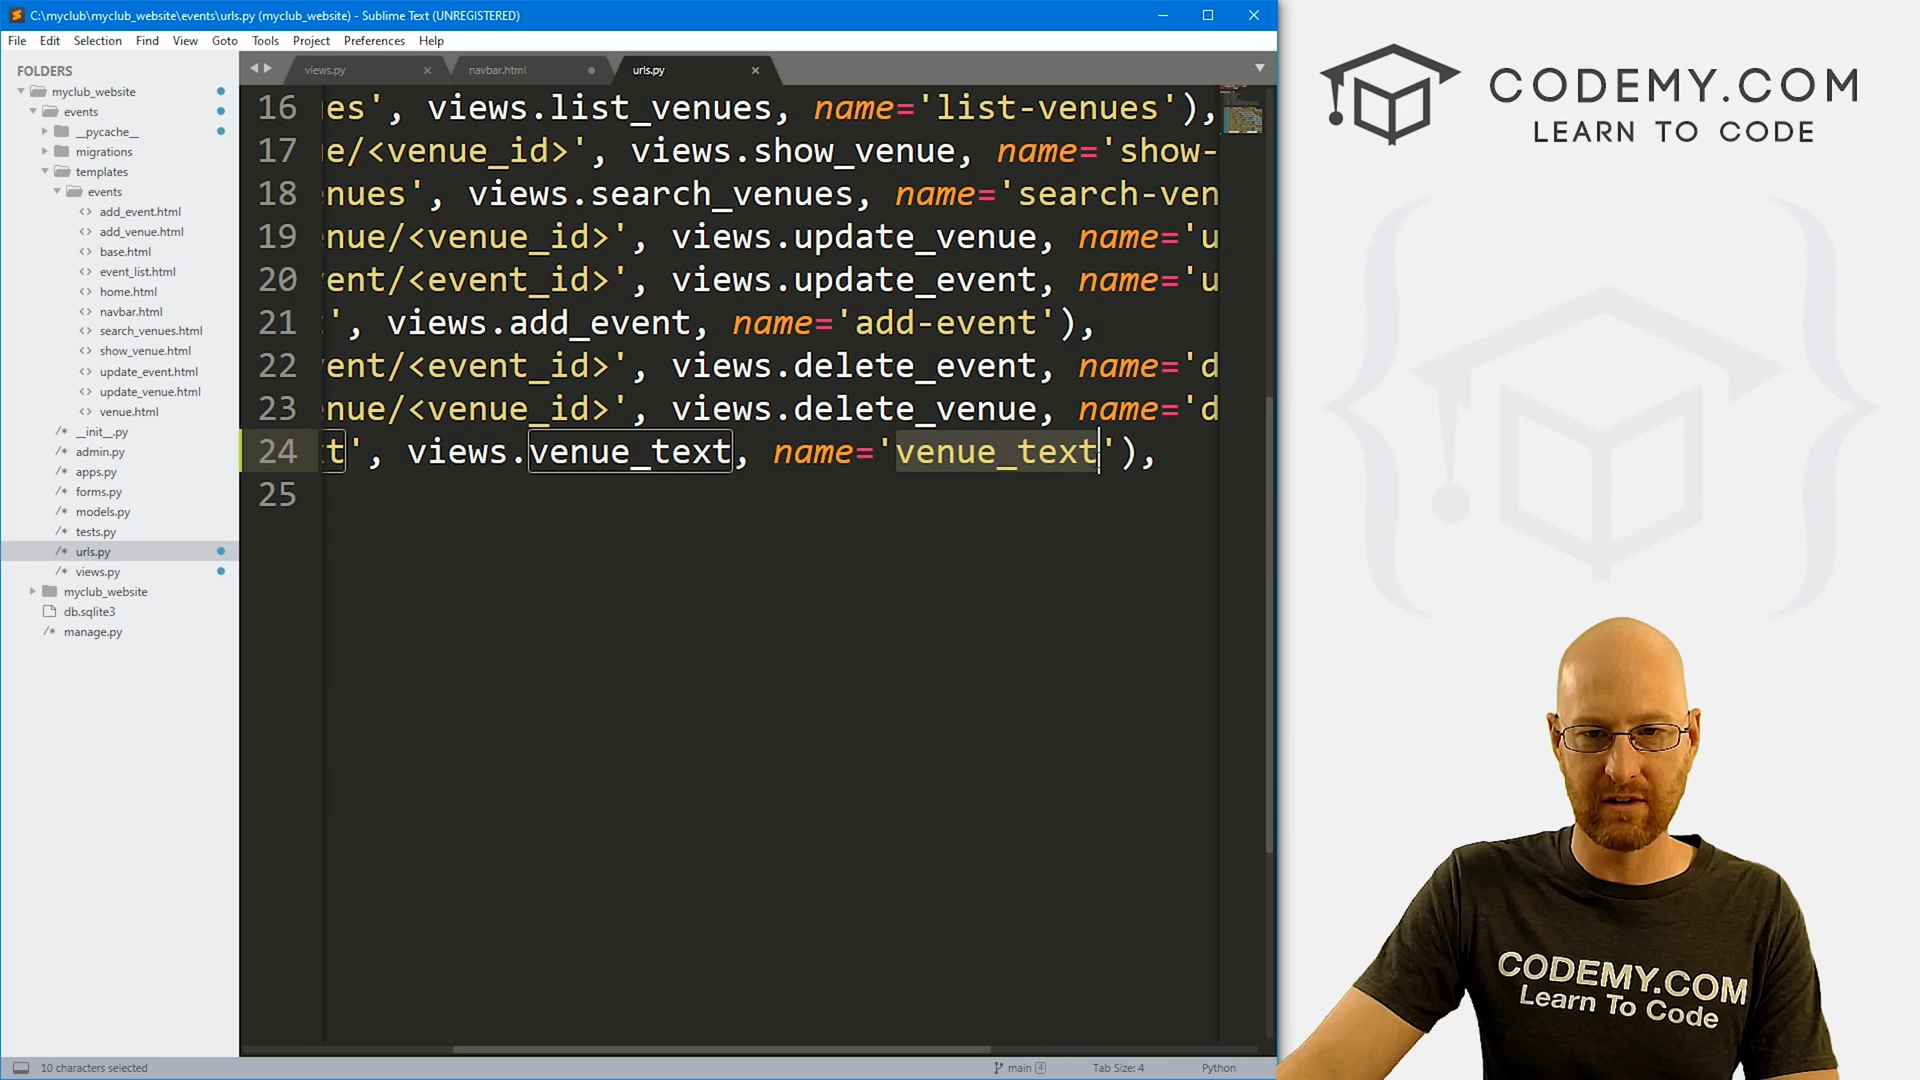 C:\myclub\myclub_website\events\urls.py (myclub_website) - Sublime Text (UNREGISTERED)
File Edit Selection Find View Goto Tools Project Preferences Help
FOLDERS
myclub_website
events
__pycache__
migrations
templates
events
add_event.html
add_venue.html
base.html
event_list.html
home.html
navbar.html
search_venues.html
show_venue.html
update_event.html
update_venue.html
venue.html
__init__.py
admin.py
apps.py
forms.py
models.py
tests.py
urls.py
views.py
myclub_website
db.sqlite3
manage.py
views.py
navbar.html
urls.py
16 es', views.list_venues, name='list-venues'),
17 e/<venue_id>', views.show_venue, name='show-
18 enues', views.search_venues, name='search-ven
19 enue/<venue_id>', views.update_venue, name='u
20 vent/<event_id>', views.update_event, name='u
21 t', views.add_event, name='add-event'),
22 vent/<event_id>', views.delete_event, name='d
23 enue/<venue_id>', views.delete_venue, name='d
24 xt', views.venue_text, name='venue_text'),
25
10 characters selected
main 4
Tab Size: 4
Python
CODEMY.COM
LEARN TO CODE
CODEMY.COM
Learn To Code